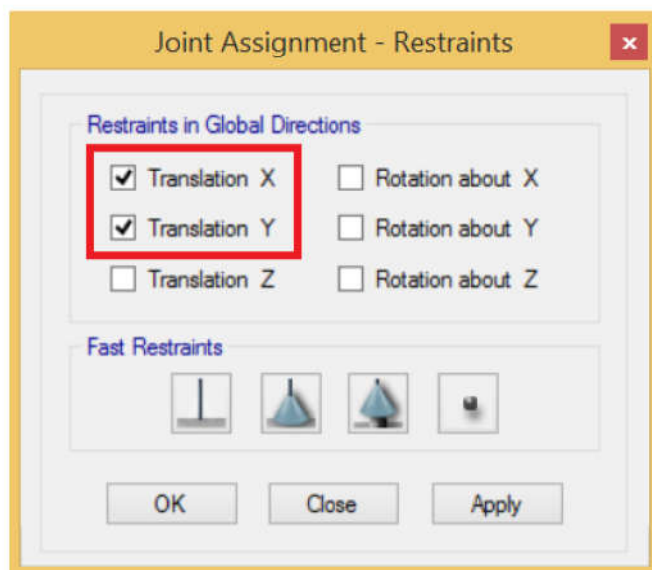 Joint Assignment - Restraints
Restraints in Global Directions
Translation X
Rotation about X
Translation Y
Rotation about Y
Translation Z
Rotation about Z
Fast Restraints
OK
Close
Apply